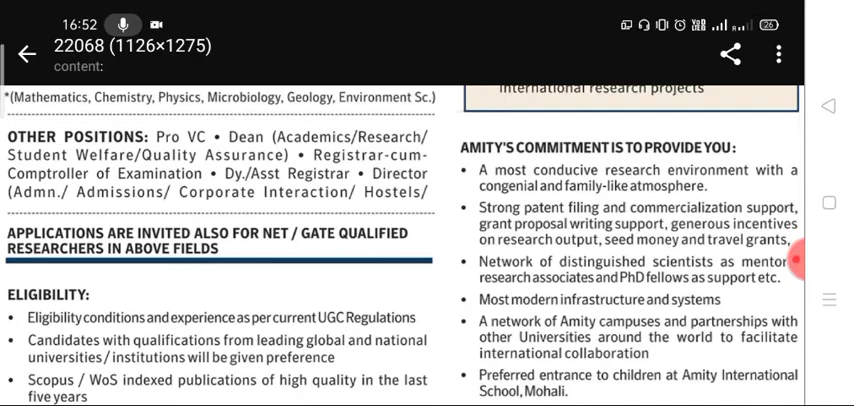 16:52
26
22068 (1126×1275)
content:
*(Mathematics, Chemistry, Physics, Microbiology, Geology, Environment Sc.)
OTHER POSITIONS: Pro VC • Dean (Academics/Research/
Student Welfare/Quality Assurance) • Registrar-cum-
Comptroller of Examination • Dy./Asst Registrar • Director
(Admn./ Admissions/ Corporate Interaction/ Hostels/
APPLICATIONS ARE INVITED ALSO FOR NET / GATE QUALIFIED
RESEARCHERS IN ABOVE FIELDS
ELIGIBILITY:
• Eligibility conditions and experience as per current UGC Regulations
• Candidates with qualifications from leading global and national
universities / institutions will be given preference
• Scopus / WoS indexed publications of high quality in the last
five years
international research projects
AMITY'S COMMITMENT IS TO PROVIDE YOU:
• A most conducive research environment with a
congenial and family-like atmosphere.
• Strong patent filing and commercialization support,
grant proposal writing support, generous incentives
on research output, seed money and travel grants,
• Network of distinguished scientists as mentor
research associates and PhD fellows as support etc.
• Most modern infrastructure and systems
• A network of Amity campuses and partnerships with
other Universities around the world to facilitate
international collaboration
• Preferred entrance to children at Amity International
School, Mohali.